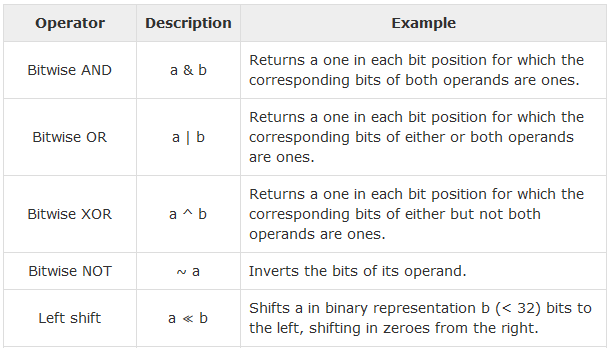 Operator Description Example
Bitwise AND a & b Returns a one in each bit position for which the
corresponding bits of both operands are ones.
Bitwise OR a | b Returns a one in each bit position for which the
corresponding bits of either or both operands
are ones.
Bitwise XOR a ^ b Returns a one in each bit position for which the
corresponding bits of either but not both
operands are ones.
Bitwise NOT ~ a Inverts the bits of its operand.
Left shift a ≪ b Shifts a in binary representation b (< 32) bits to
the left, shifting in zeroes from the right.